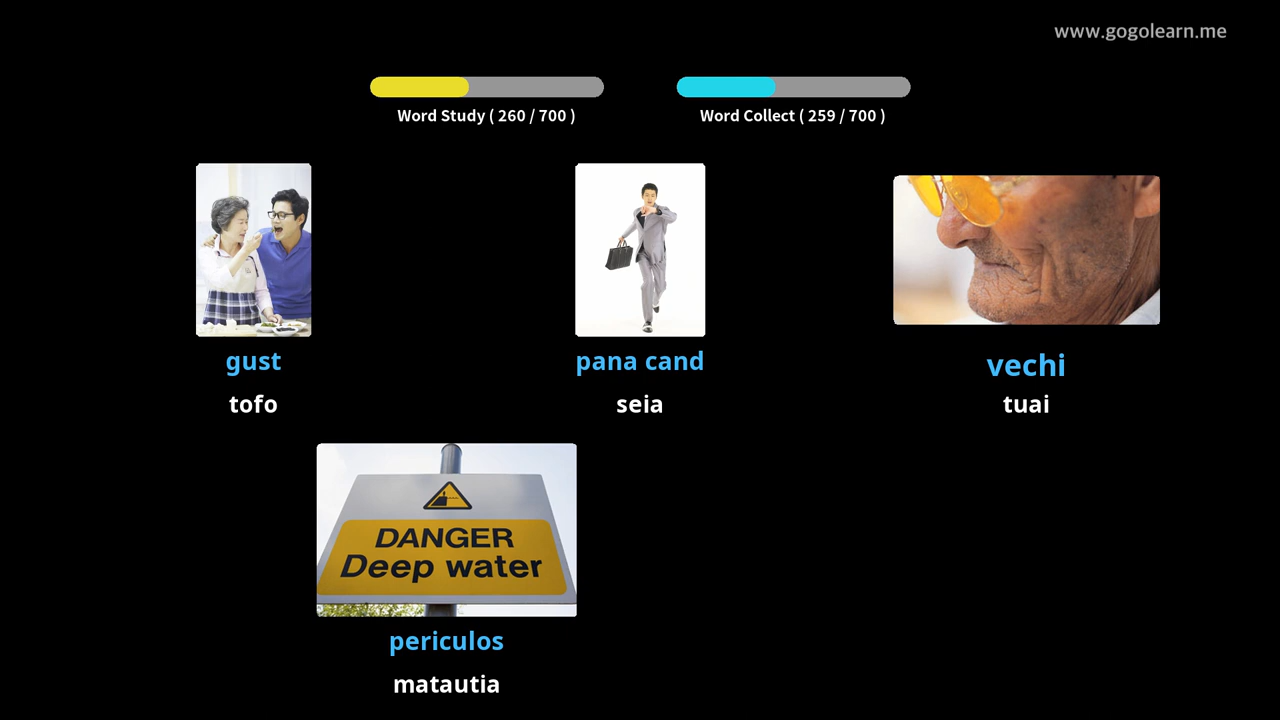 www.gogolearn.me
Word Study ( 260 / 700 )
Word Collect ( 259 / 700 )
gust
pana cand
vechi
tofo
seia
tuai
DANGER
Deep water
periculos
matautia